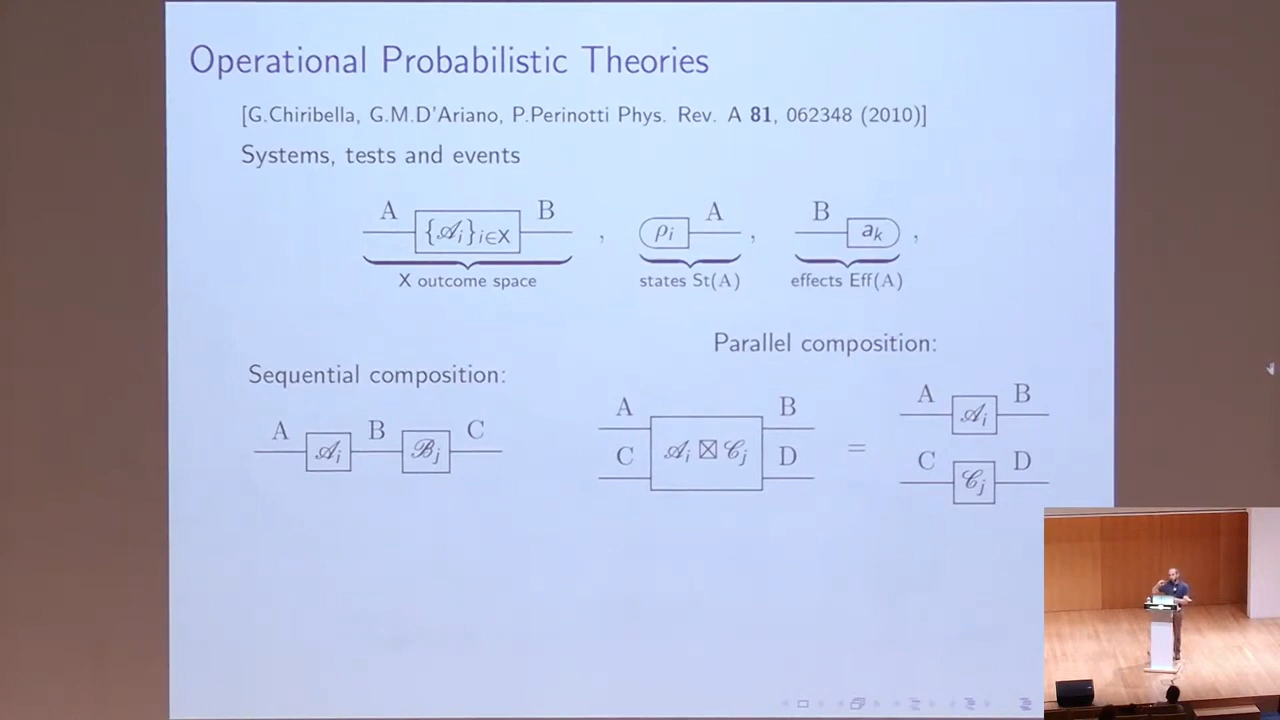 Operational Probabilistic Theories
[G.Chiribella, G.M.D'Ariano, P.Perinotti Phys. Rev. A 81, 062348 (2010)]
Systems, tests and events
A {𝒜ᵢ}ᵢ∈X B , ρᵢ A , B aₖ ,
X outcome space states St(A) effects Eff(A)
Parallel composition:
Sequential composition:
A 𝒜ᵢ B ℬⱼ C
A B A 𝒜ᵢ B
C 𝒜ᵢ ⊠ 𝒞ⱼ D = C 𝒞ⱼ D